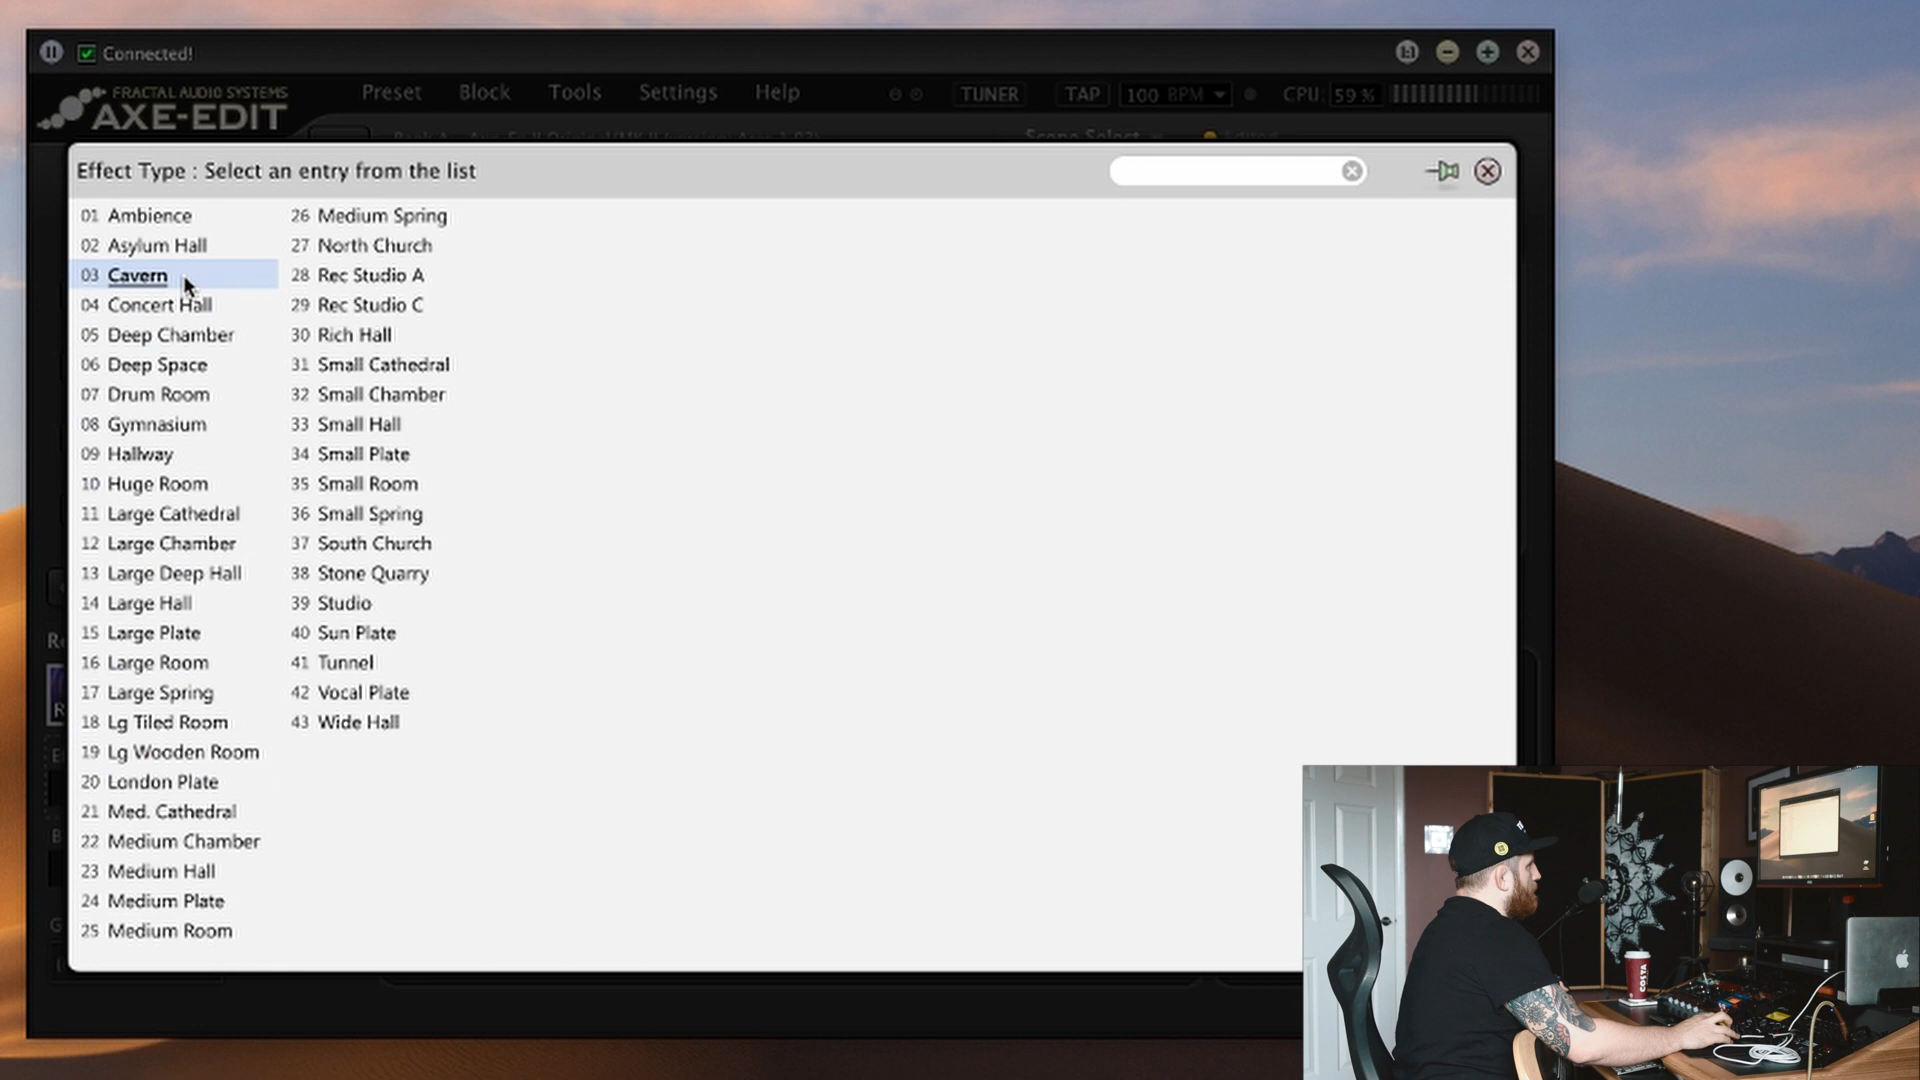 Connected!
FRACTAL AUDIO SYSTEMS
AXE-EDIT
Preset Block Tools Settings Help TUNER TAP 100 BPM CPU: 59 %
Scope Select Edited
Effect Type : Select an entry from the list
01 Ambience
02 Asylum Hall
03 Cavern
04 Concert Hall
05 Deep Chamber
06 Deep Space
07 Drum Room
08 Gymnasium
09 Hallway
10 Huge Room
11 Large Cathedral
12 Large Chamber
13 Large Deep Hall
14 Large Hall
15 Large Plate
16 Large Room
17 Large Spring
18 Lg Tiled Room
19 Lg Wooden Room
20 London Plate
21 Med. Cathedral
22 Medium Chamber
23 Medium Hall
24 Medium Plate
25 Medium Room
26 Medium Spring
27 North Church
28 Rec Studio A
29 Rec Studio C
30 Rich Hall
31 Small Cathedral
32 Small Chamber
33 Small Hall
34 Small Plate
35 Small Room
36 Small Spring
37 South Church
38 Stone Quarry
39 Studio
40 Sun Plate
41 Tunnel
42 Vocal Plate
43 Wide Hall
COSTA